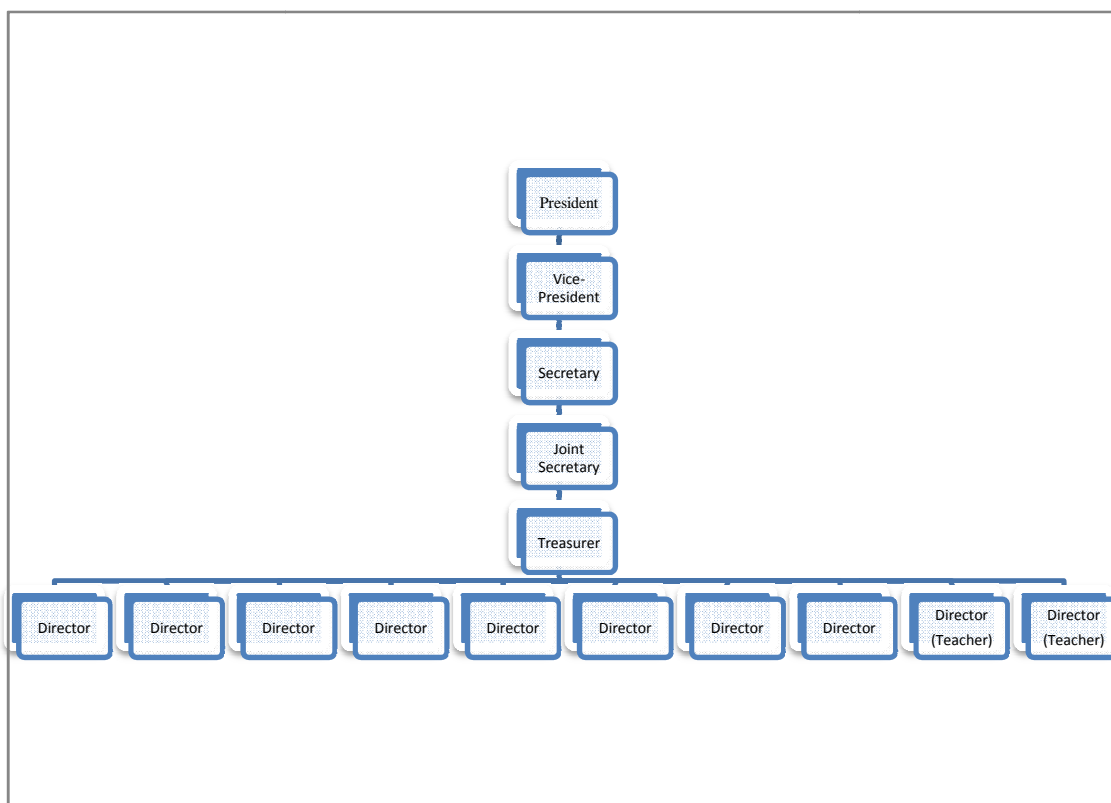 President
Vice-
President
Secretary
Joint
Secretary
Treasurer
Director
Director
Director
Director
Director
Director
Director
Director
Director
(Teacher)
Director
(Teacher)